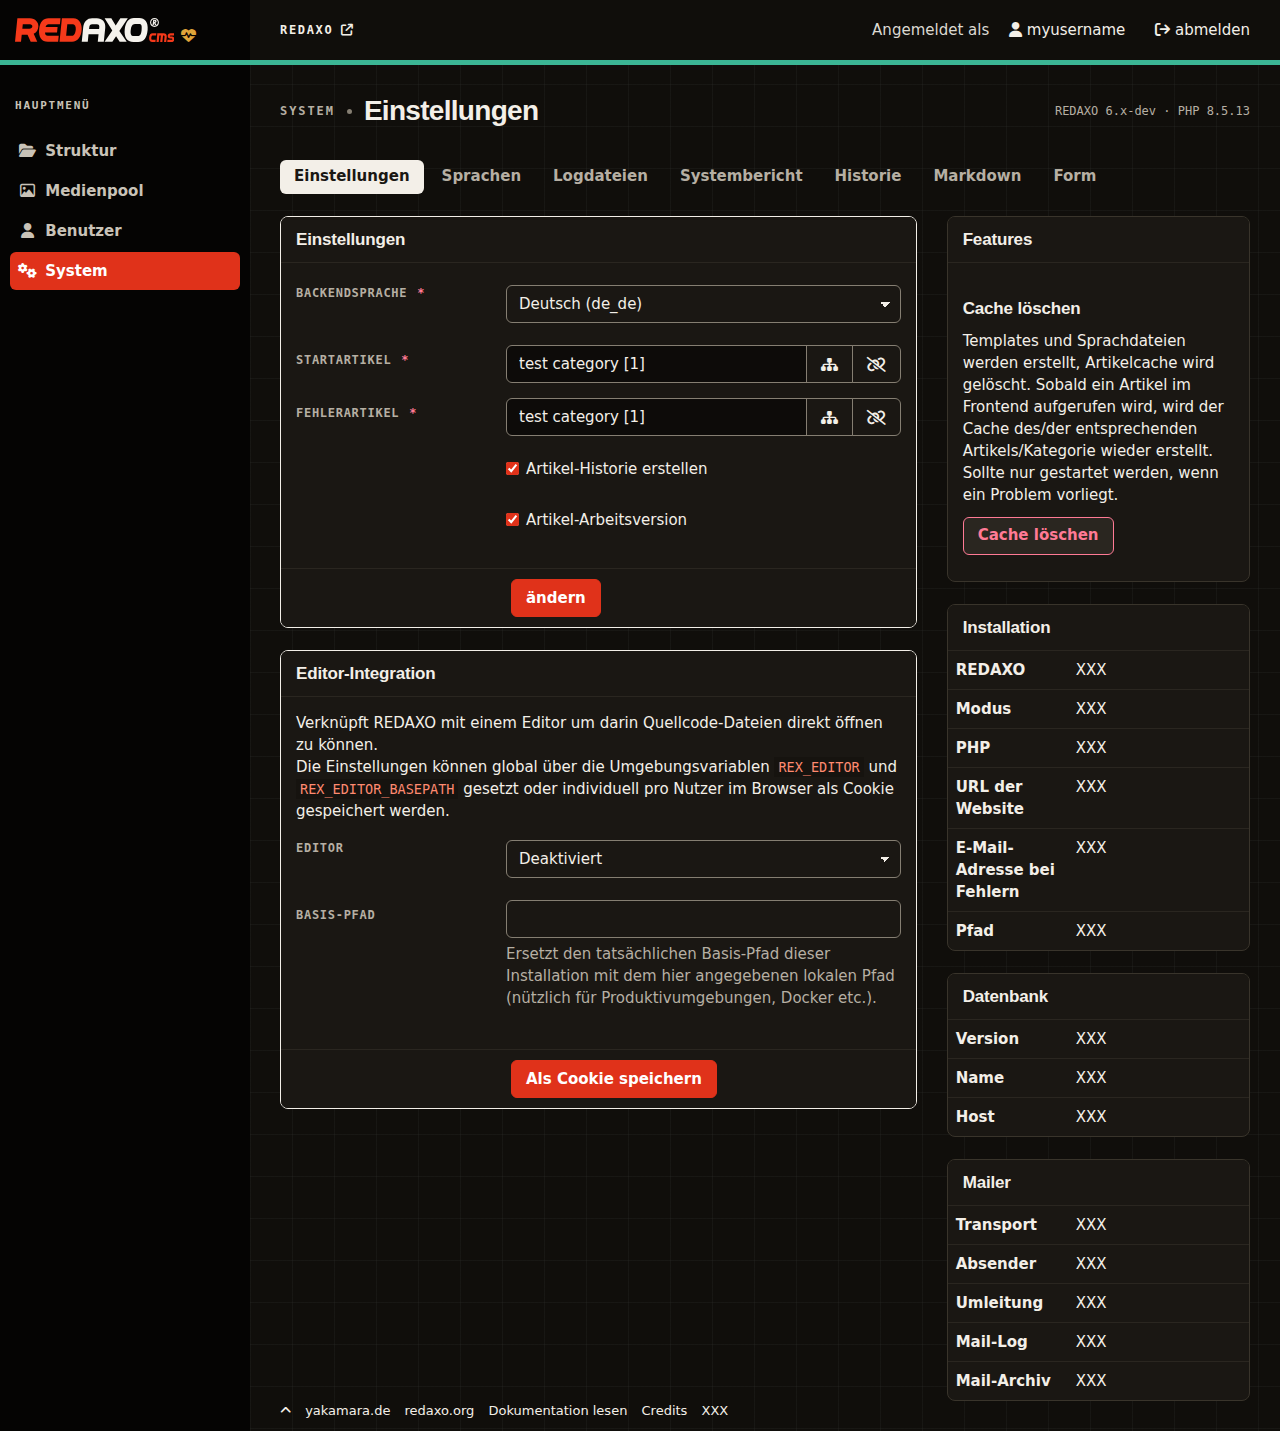 REDAXO® cms
REDAXO
Angemeldet als myusername abmelden
HAUPTMENÜ
Struktur
Medienpool
Benutzer
System
SYSTEM • Einstellungen
REDAXO 6.x-dev · PHP 8.5.13
Einstellungen Sprachen Logdateien Systembericht Historie Markdown Form
Einstellungen
BACKENDSPRACHE *
Deutsch (de_de)
STARTARTIKEL *
test category [1]
FEHLERARTIKEL *
test category [1]
Artikel-Historie erstellen
Artikel-Arbeitsversion
ändern
Editor-Integration
Verknüpft REDAXO mit einem Editor um darin Quellcode-Dateien direkt öffnen
zu können.
Die Einstellungen können global über die Umgebungsvariablen REX_EDITOR und
REX_EDITOR_BASEPATH gesetzt oder individuell pro Nutzer im Browser als Cookie
gespeichert werden.
EDITOR
Deaktiviert
BASIS-PFAD
Ersetzt den tatsächlichen Basis-Pfad dieser
Installation mit dem hier angegebenen lokalen Pfad
(nützlich für Produktivumgebungen, Docker etc.).
Als Cookie speichern
Features
Cache löschen
Templates und Sprachdateien
werden erstellt, Artikelcache wird
gelöscht. Sobald ein Artikel im
Frontend aufgerufen wird, wird der
Cache des/der entsprechenden
Artikels/Kategorie wieder erstellt.
Sollte nur gestartet werden, wenn
ein Problem vorliegt.
Cache löschen
Installation
REDAXO XXX
Modus XXX
PHP XXX
URL der XXX
Website
E-Mail- XXX
Adresse bei
Fehlern
Pfad XXX
Datenbank
Version XXX
Name XXX
Host XXX
Mailer
Transport XXX
Absender XXX
Umleitung XXX
Mail-Log XXX
Mail-Archiv XXX
yakamara.de redaxo.org Dokumentation lesen Credits XXX